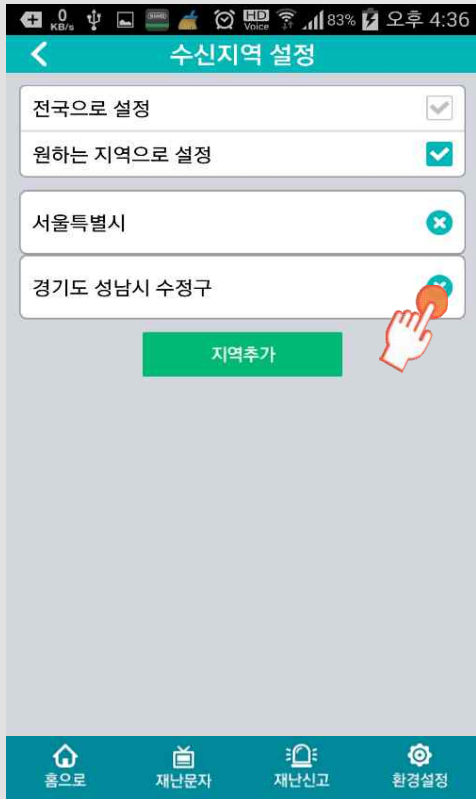 0 KB/s HD Voice 83% 오후 4:36
수신지역 설정
전국으로 설정
원하는 지역으로 설정
서울특별시
경기도 성남시 수정구
지역추가
홈으로 재난문자 재난신고 환경설정